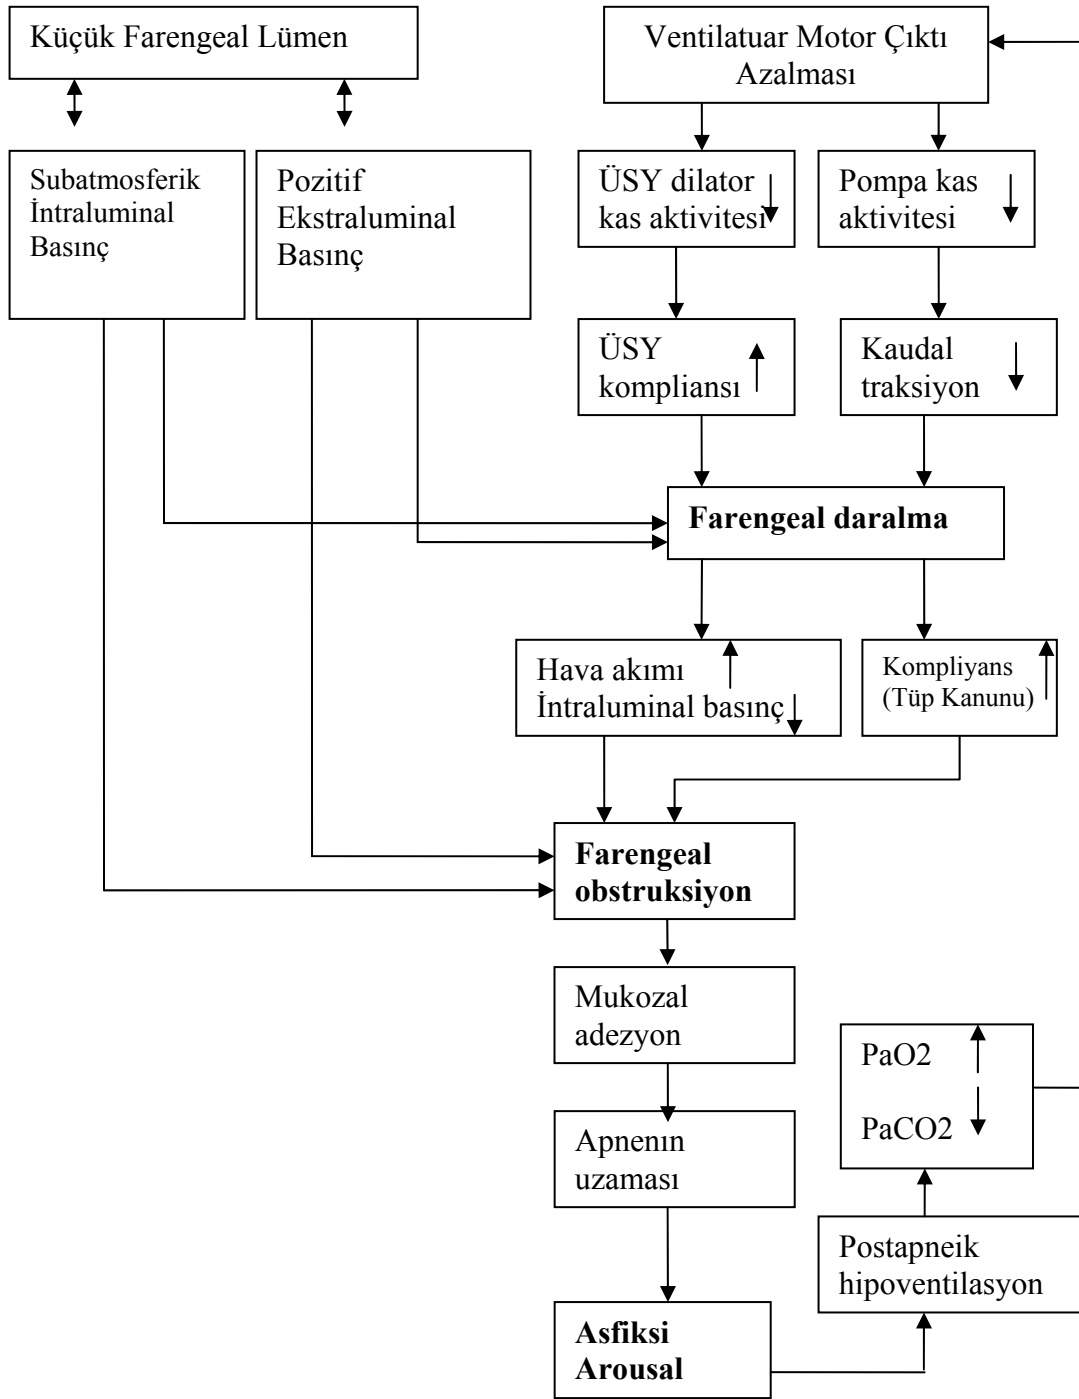 Küçük Farengeal Lümen
Ventilatuar Motor Çıktı
Azalması
Subatmosferik
İntraluminal
Basınç
Pozitif
Ekstraluminal
Basınç
ÜSY dilator
kas aktivitesi
Pompa kas
aktivitesi
ÜSY
kompliansı
Kaudal
traksiyon
Farengeal daralma
Hava akımı
İntraluminal basınç
Kompliyans
(Tüp Kanunu)
Farengeal
obstruksiyon
Mukozal
adezyon
Apnenın
uzaması
Asfiksi
Arousal
PaO2
PaCO2
Postapneik
hipoventilasyon